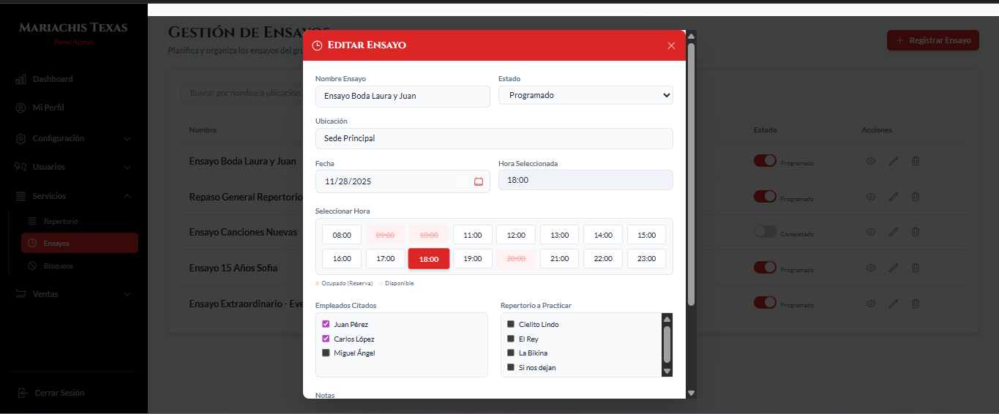 MARIACHIS TEXAS
Panel Admin
Dashboard
Mi Perfil
Configuración
Usuarios
Servicios
Repertorio
Ensayos
Bloqueos
Ventas
Cerrar Sesión
GESTIÓN DE ENSAYOS
Planifica y organiza los ensayos del gru
+ Registrar Ensayo
Buscar por nombre o ubicación.
Nombre
Estado
Acciones
Ensayo Boda Laura y Juan
Programado
Repaso General Repertorio
Programado
Ensayo Canciones Nuevas
Completado
Ensayo 15 Años Sofia
Programado
Ensayo Extraordinario - Eve
Programado
EDITAR ENSAYO
Nombre Ensayo
Estado
Ensayo Boda Laura y Juan
Programado
Ubicación
Sede Principal
Fecha
Hora Seleccionada
11/28/2025
18:00
Seleccionar Hora
08:00 09:00 10:00 11:00 12:00 13:00 14:00 15:00
16:00 17:00 18:00 19:00 20:00 21:00 22:00 23:00
Ocupado (Reserva) Disponible
Empleados Citados
Repertorio a Practicar
Juan Pérez
Carlos López
Miguel Ángel
Cielito Lindo
El Rey
La Bikina
Si nos dejan
Notas